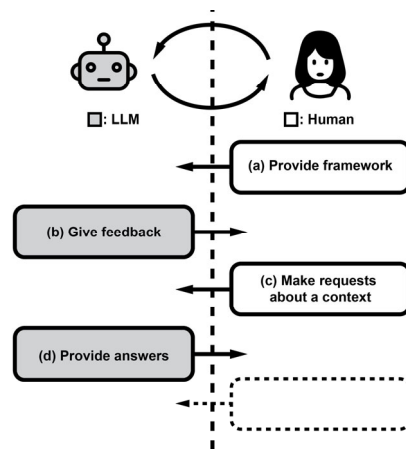 : LLM
: Human
(a) Provide framework
(b) Give feedback
(c) Make requests
about a context
(d) Provide answers